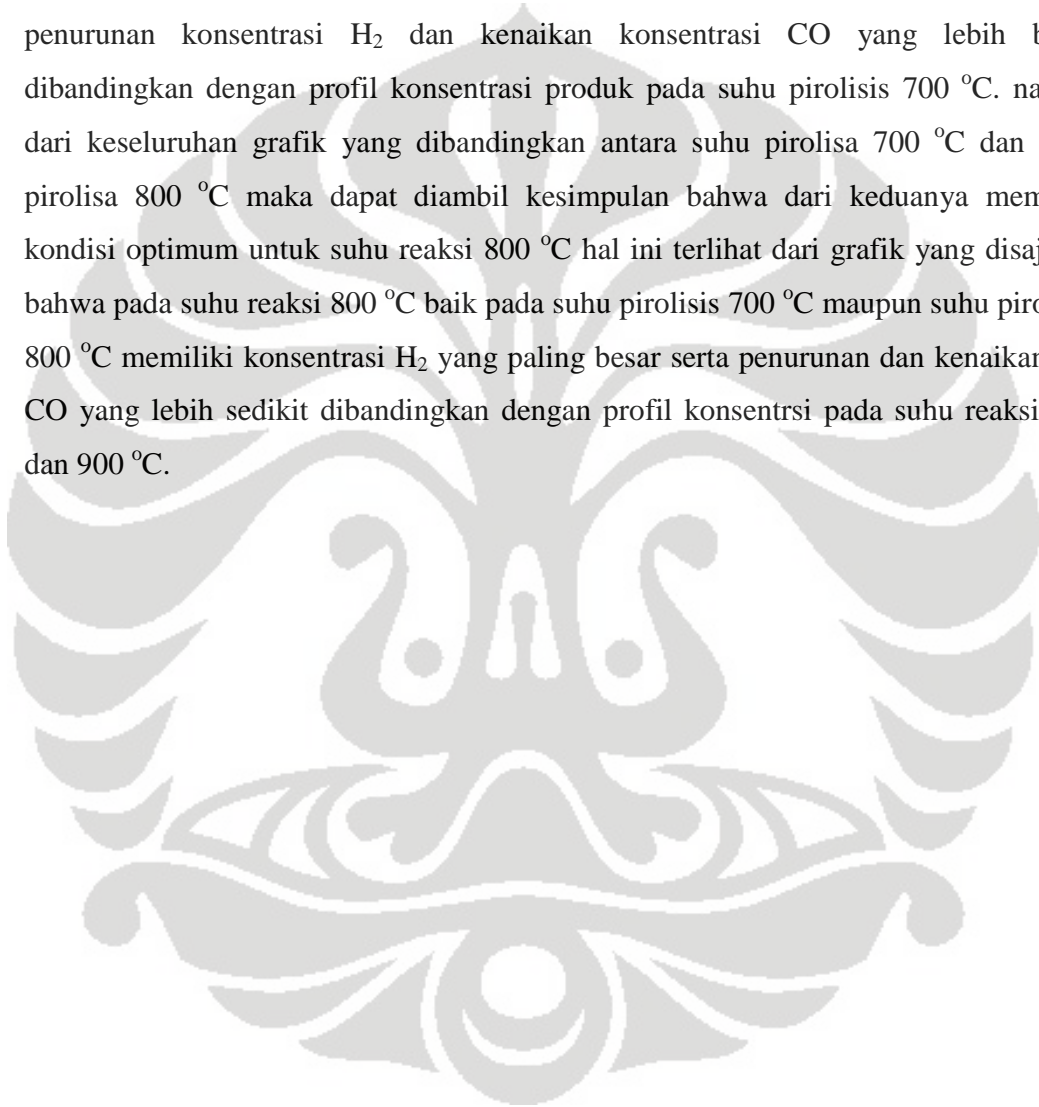 penurunan konsentrasi H₂ dan kenaikan konsentrasi CO yang lebih
dibandingkan dengan profil konsentrasi produk pada suhu pirolisis 700 °C.
dari keseluruhan grafik yang dibandingkan antara suhu pirolisa 700 °C dan
pirolisa 800 °C maka dapat diambil kesimpulan bahwa dari keduanya
kondisi optimum untuk suhu reaksi 800 °C hal ini terlihat dari grafik yang
bahwa pada suhu reaksi 800 °C baik pada suhu pirolisis 700 °C maupun suhu
800 °C memiliki konsentrasi H₂ yang paling besar serta penurunan dan kenaikan
CO yang lebih sedikit dibandingkan dengan profil konsentrsi pada suhu reaksi
dan 900 °C.